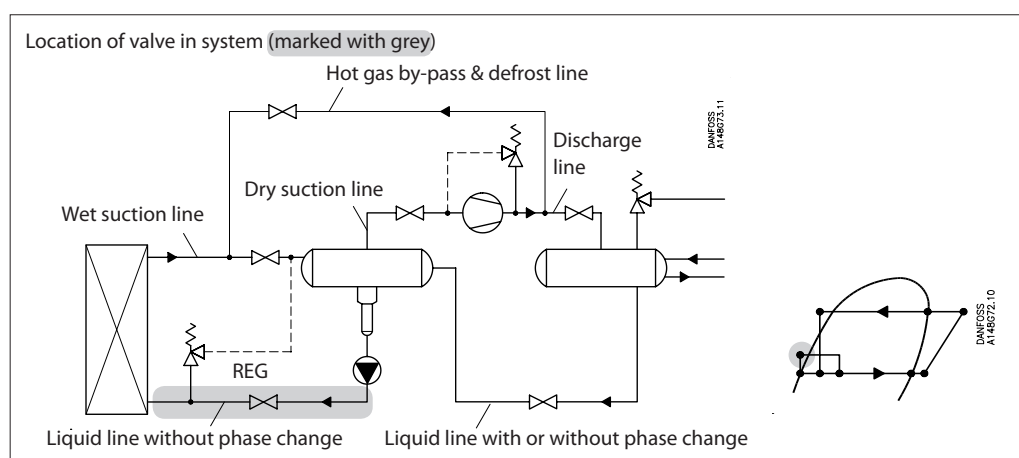 Location of valve in system (marked with grey)
Hot gas by-pass & defrost line
DANFOSS
A14BG73.11
Discharge
line
Dry suction line
Wet suction line
DANFOSS
A14BG72.10
REG
Liquid line without phase change
Liquid line with or without phase change